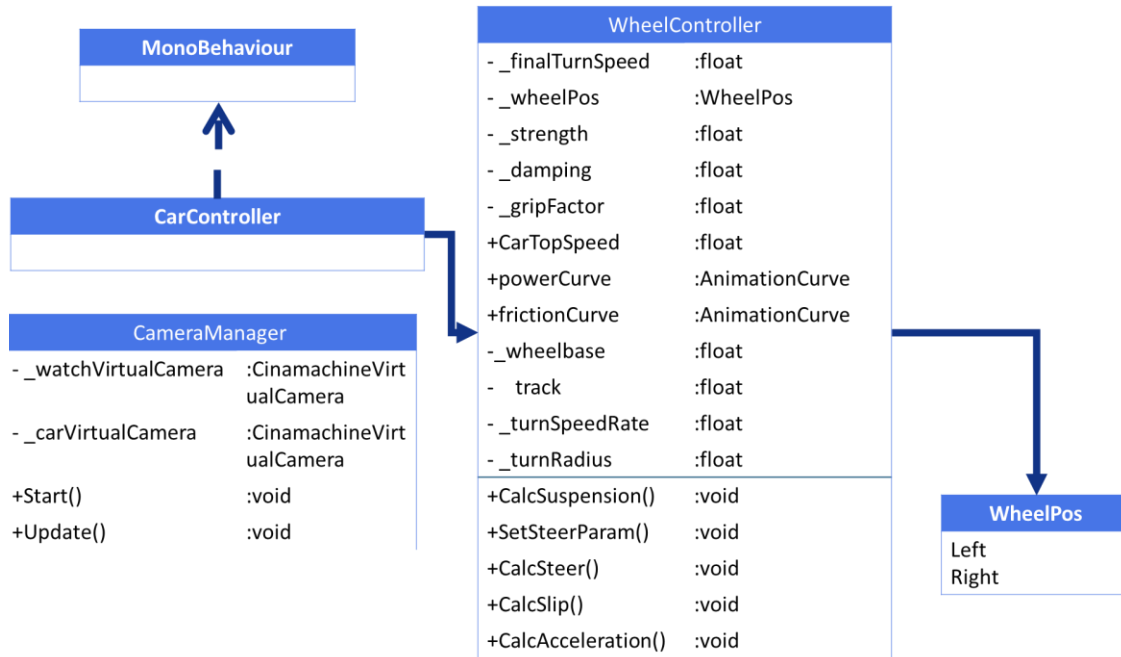 MonoBehaviour
CarController
CameraManager
- _watchVirtualCamera :CinamachineVirt
ualCamera
- _carVirtualCamera :CinamachineVirt
ualCamera
+Start() :void
+Update() :void
WheelController
- _finalTurnSpeed :float
- _wheelPos :WheelPos
- _strength :float
- _damping :float
- _gripFactor :float
+CarTopSpeed :float
+powerCurve :AnimationCurve
+frictionCurve :AnimationCurve
-_wheelbase :float
- track :float
- _turnSpeedRate :float
- _turnRadius :float
+CalcSuspension() :void
+SetSteerParam() :void
+CalcSteer() :void
+CalcSlip() :void
+CalcAcceleration() :void
WheelPos
Left
Right